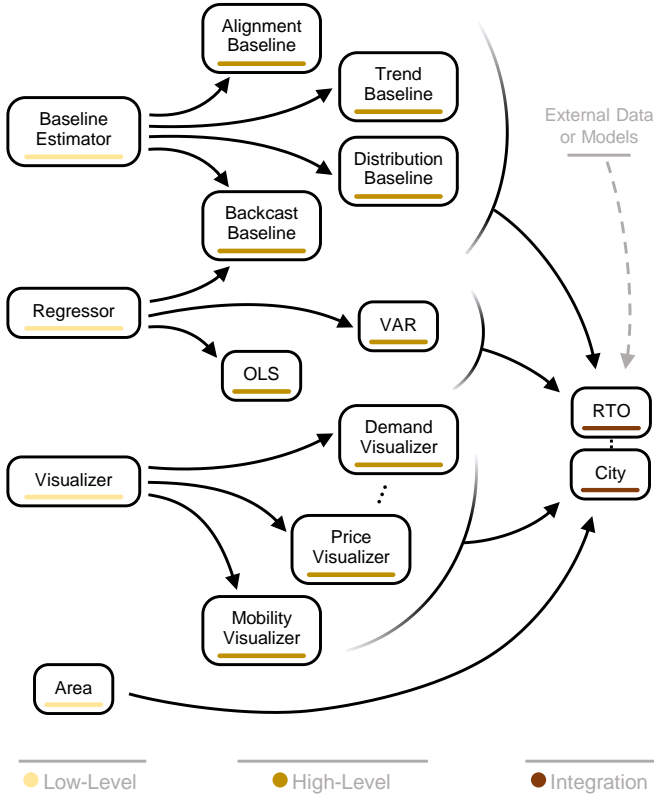 Alignment
Baseline
Trend
Baseline
Baseline
Estimator
External Data
or Models
Distribution
Baseline
Backcast
Baseline
Regressor
VAR
OLS
RTO
Demand
Visualizer
City
Visualizer
Price
Visualizer
Mobility
Visualizer
Area
Low-Level
High-Level
Integration